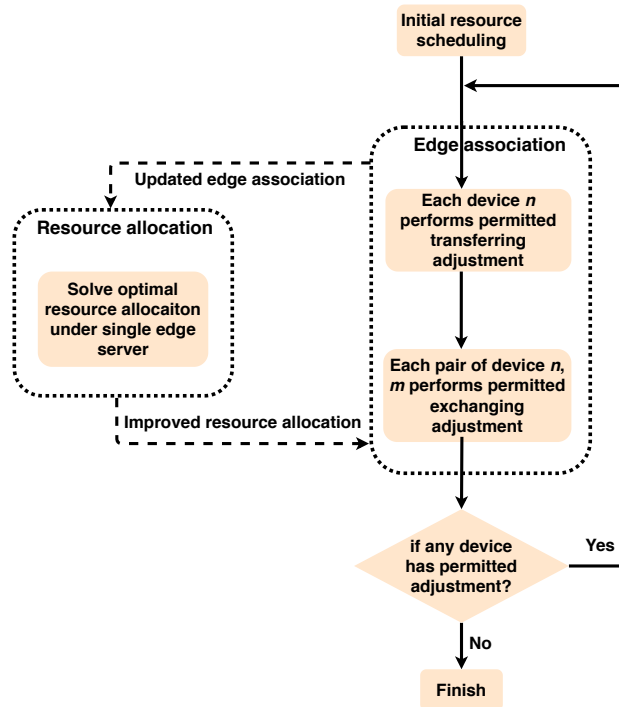 Initial resource
scheduling
Edge association
Updated edge association
Each device n
performs permitted
transferring
adjustment
Resource allocation
Solve optimal
resource allocaiton
under single edge
server
Each pair of device n,
m performs permitted
exchanging
adjustment
Improved resource allocation
if any device
has permitted
adjustment?
Yes
No
Finish